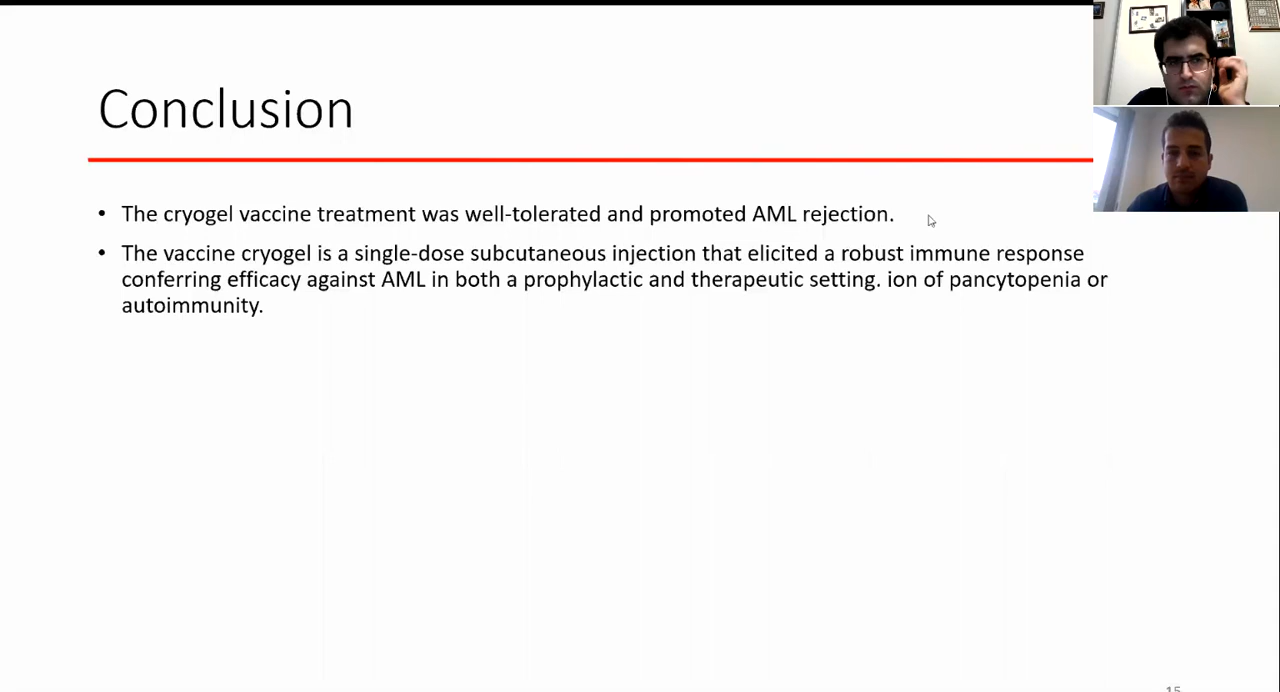 Conclusion
• The cryogel vaccine treatment was well-tolerated and promoted AML rejection.
• The vaccine cryogel is a single-dose subcutaneous injection that elicited a robust immune response
conferring efficacy against AML in both a prophylactic and therapeutic setting. ion of pancytopenia or
autoimmunity.
15